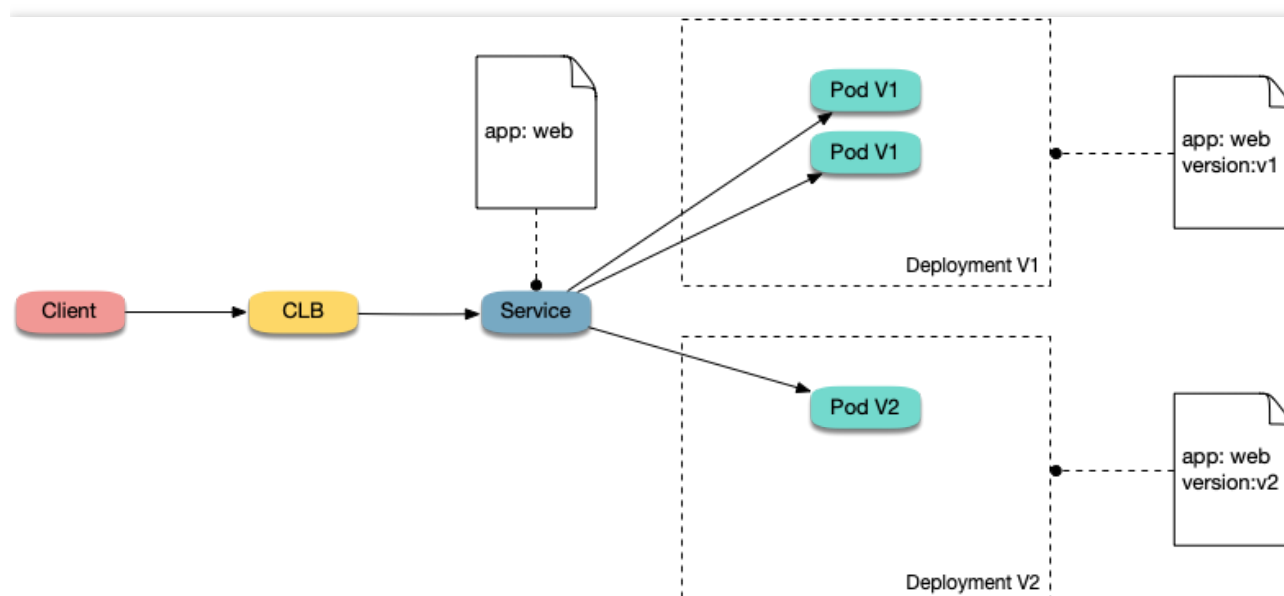 app: web
Pod V1
Pod V1
app: web
version:v1
Deployment V1
Client
CLB
Service
Pod V2
app: web
version:v2
Deployment V2